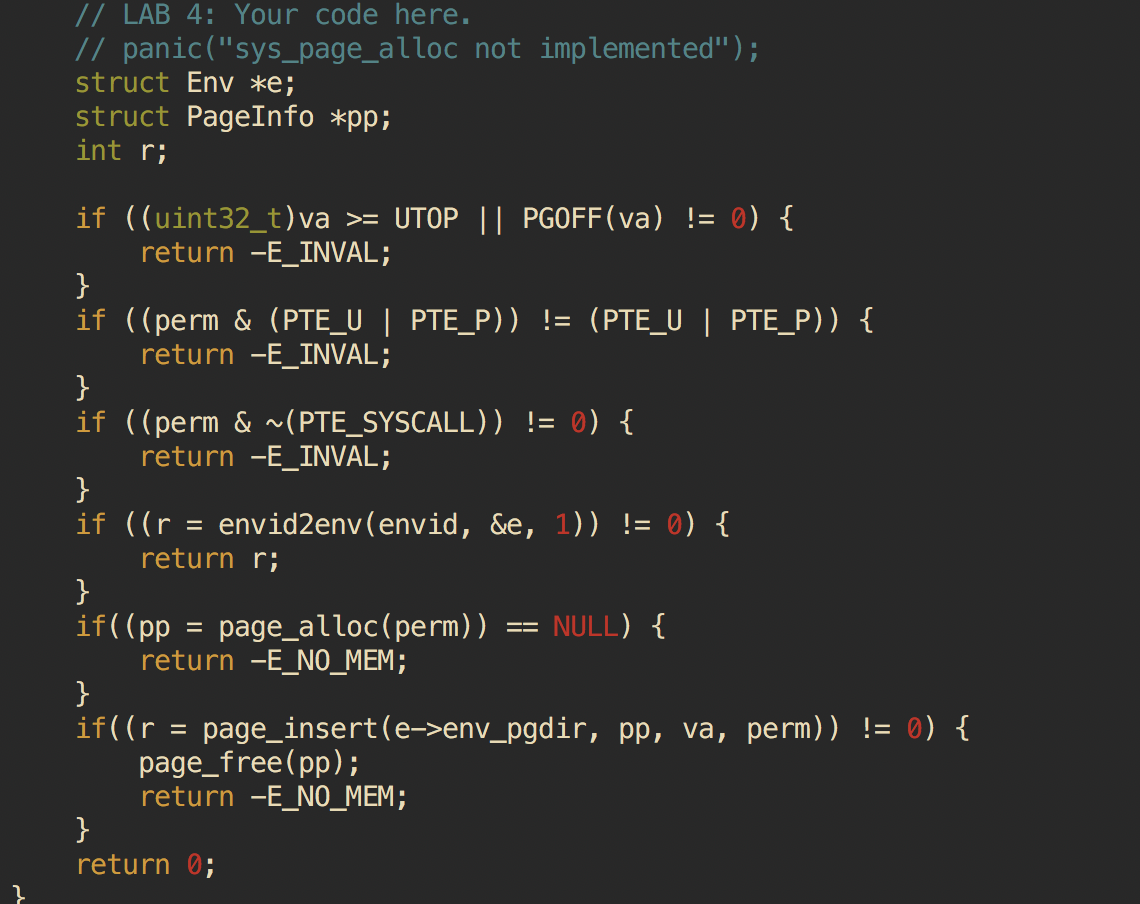 // LAB 4: Your code here.
// panic("sys_page_alloc not implemented");
struct Env *e;
struct PageInfo *pp;
int r;
if ((uint32_t)va >= UTOP || PGOFF(va) != 0) {
return -E_INVAL;
}
if ((perm & (PTE_U | PTE_P)) != (PTE_U | PTE_P)) {
return -E_INVAL;
}
if ((perm & ~(PTE_SYSCALL)) != 0) {
return -E_INVAL;
}
if ((r = envid2env(envid, &e, 1)) != 0) {
return r;
}
if((pp = page_alloc(perm)) == NULL) {
return -E_NO_MEM;
}
if((r = page_insert(e->env_pgdir, pp, va, perm)) != 0) {
page_free(pp);
return -E_NO_MEM;
}
return 0;
}